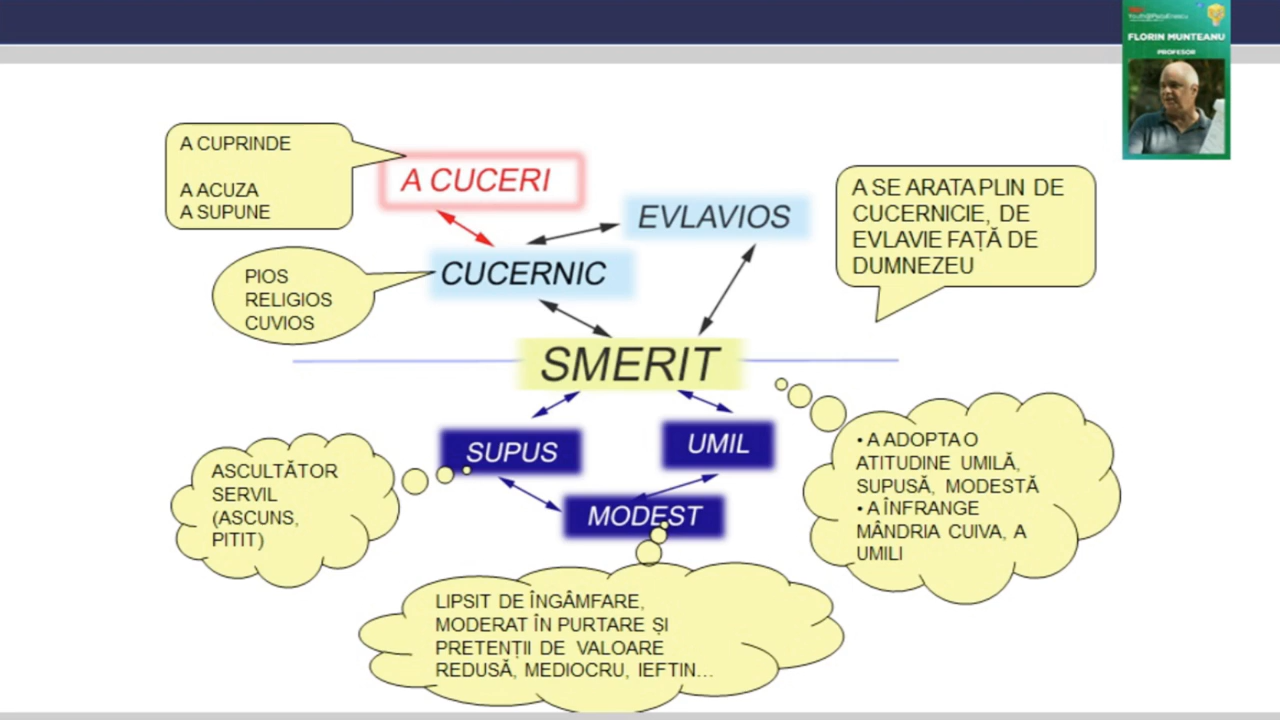 Youth@PiațaEnescu
FLORIN MUNTEANU
PROFESOR
A CUPRINDE
A ACUZA
A SUPUNE
A CUCERI
EVLAVIOS
A SE ARATA PLIN DE
CUCERNICIE, DE
EVLAVIE FAȚĂ DE
DUMNEZEU
CUCERNIC
PIOS
RELIGIOS
CUVIOS
SMERIT
SUPUS
UMIL
MODEST
ASCULTĂTOR
SERVIL
(ASCUNS,
PITIT)
• A ADOPTA O
ATITUDINE UMILĂ,
SUPUSĂ, MODESTĂ
• A ÎNFRANGE
MÂNDRIA CUIVA, A
UMILI
LIPSIT DE ÎNGÂMFARE,
MODERAT ÎN PURTARE ȘI
PRETENȚII DE VALOARE
REDUSĂ, MEDIOCRU, IEFTIN...